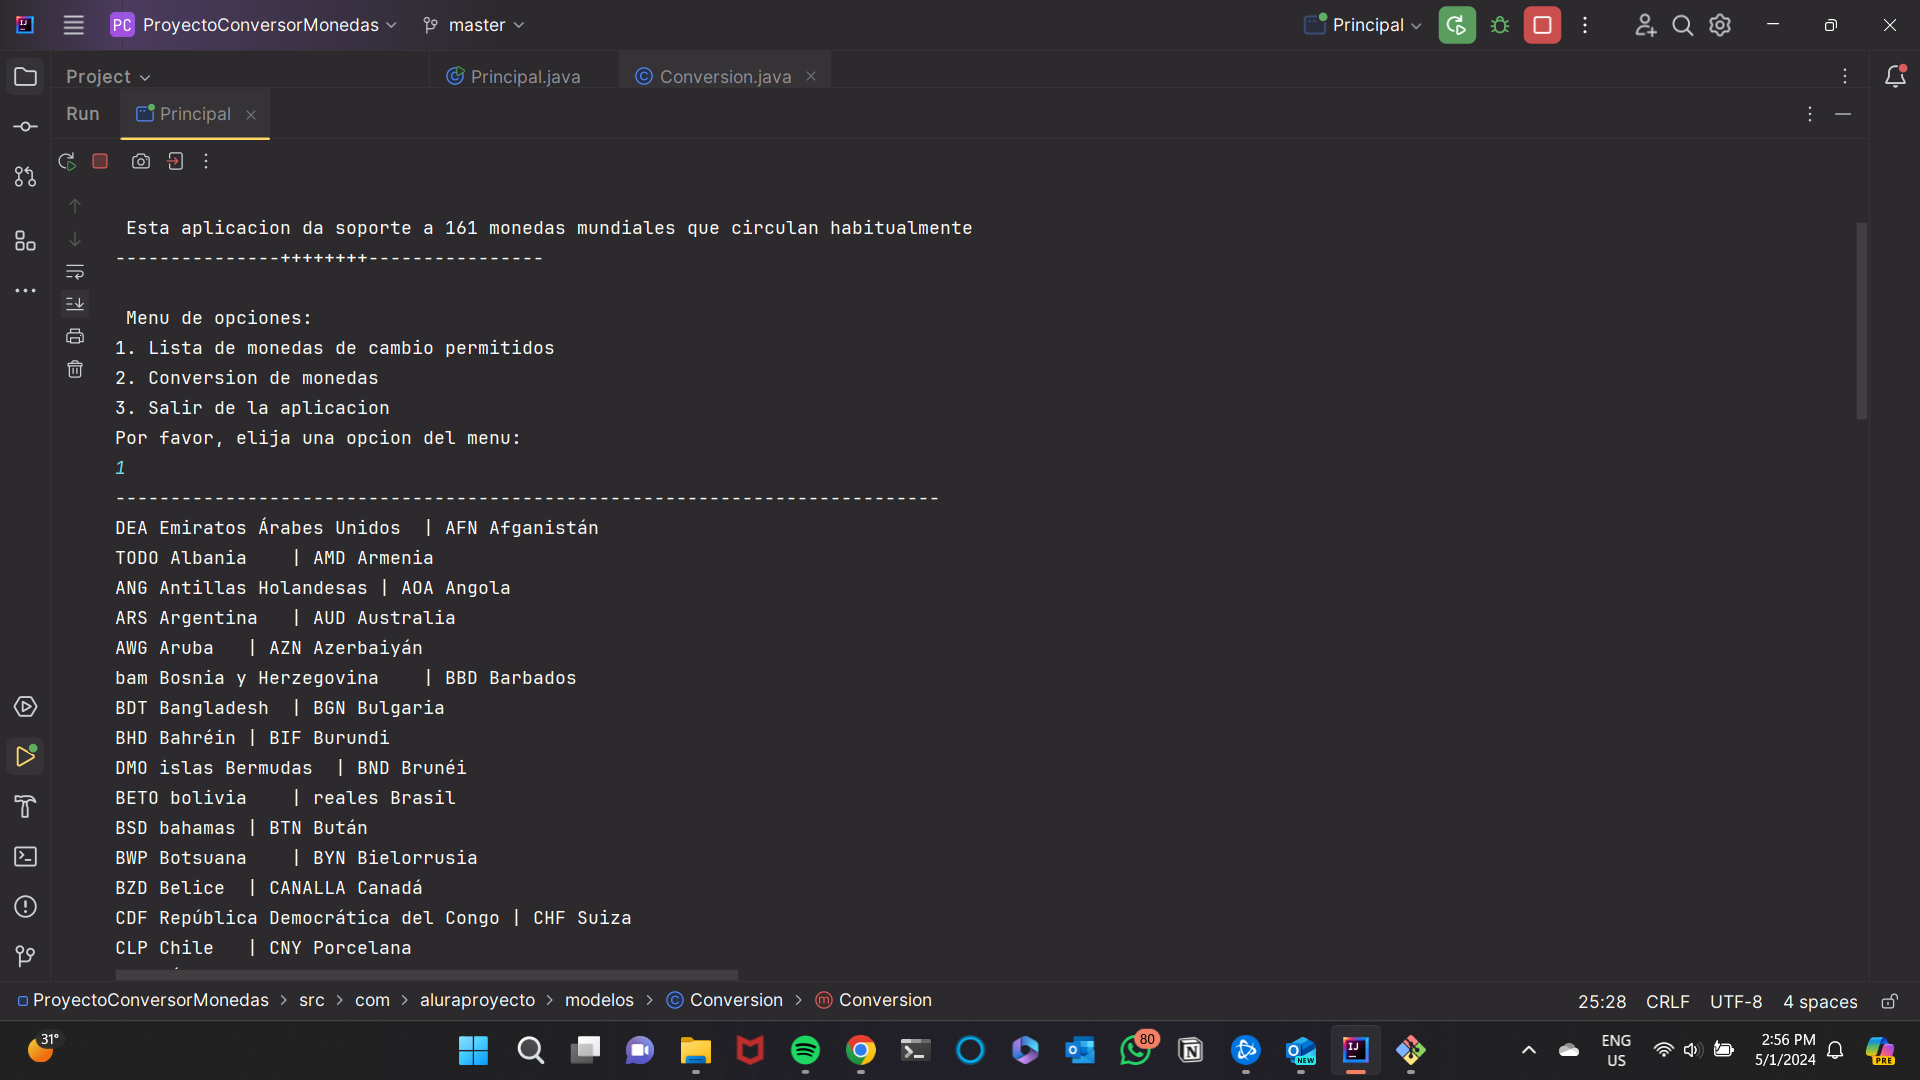 PC ProyectoConversorMonedas master Principal
Project Principal.java Conversion.java
Run Principal
Esta aplicacion da soporte a 161 monedas mundiales que circulan habitualmente
---------------++++++++----------------
Menu de opciones:
1. Lista de monedas de cambio permitidos
2. Conversion de monedas
3. Salir de la aplicacion
Por favor, elija una opcion del menu:
1
---------------------------------------------------------------------------
DEA Emiratos Árabes Unidos | AFN Afganistán
TODO Albania | AMD Armenia
ANG Antillas Holandesas | AOA Angola
ARS Argentina | AUD Australia
AWG Aruba | AZN Azerbaiyán
bam Bosnia y Herzegovina | BBD Barbados
BDT Bangladesh | BGN Bulgaria
BHD Bahréin | BIF Burundi
DMO islas Bermudas | BND Brunéi
BETO bolivia | reales Brasil
BSD bahamas | BTN Bután
BWP Botsuana | BYN Bielorrusia
BZD Belice | CANALLA Canadá
CDF República Democrática del Congo | CHF Suiza
CLP Chile | CNY Porcelana
ProyectoConversorMonedas > src > com > aluraproyecto > modelos > Conversion > Conversion 25:28 CRLF UTF-8 4 spaces
31° 80 NEW ENG 2:56 PM PRE
US 5/1/2024